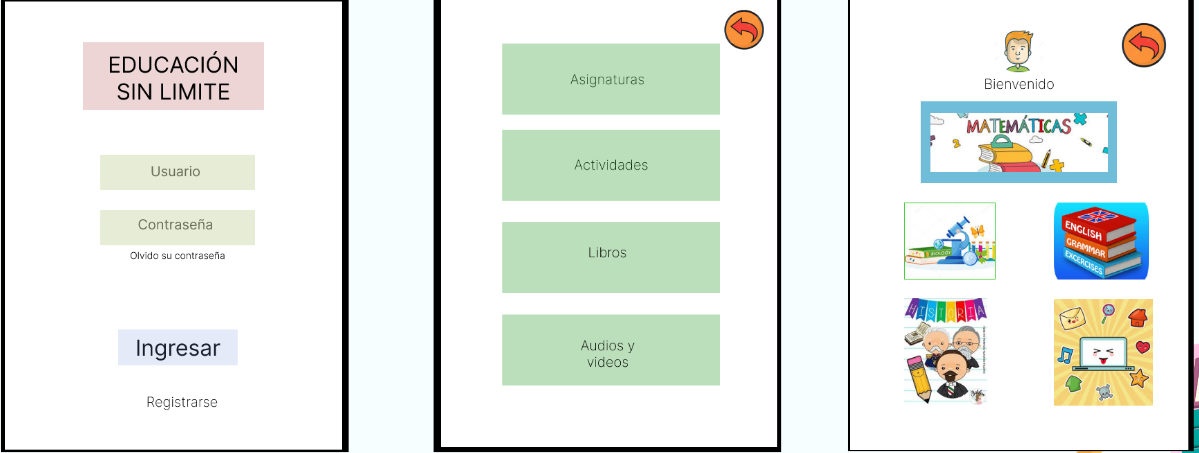 EDUCACIÓN
SIN LIMITE
Usuario
Contraseña
Olvido su contraseña
Ingresar
Registrarse
Asignaturas
Actividades
Libros
Audios y
videos
Bienvenido
MATEMÁTICAS
ENGLISH
GRAMMAR
EXCERCISES
HISTORIA